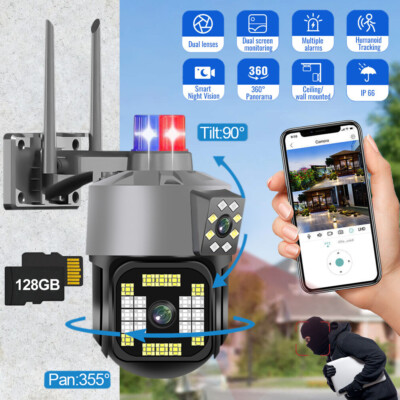 Dual lenses
Dual screen
monitoring
Multiple
alarms
Humanoid
Tracking
Smart
Night Vision
360
360°
Panorama
Ceiling/
wall mounted
IP 66
Tilt:90°
Camera
128GB
Pan:355°